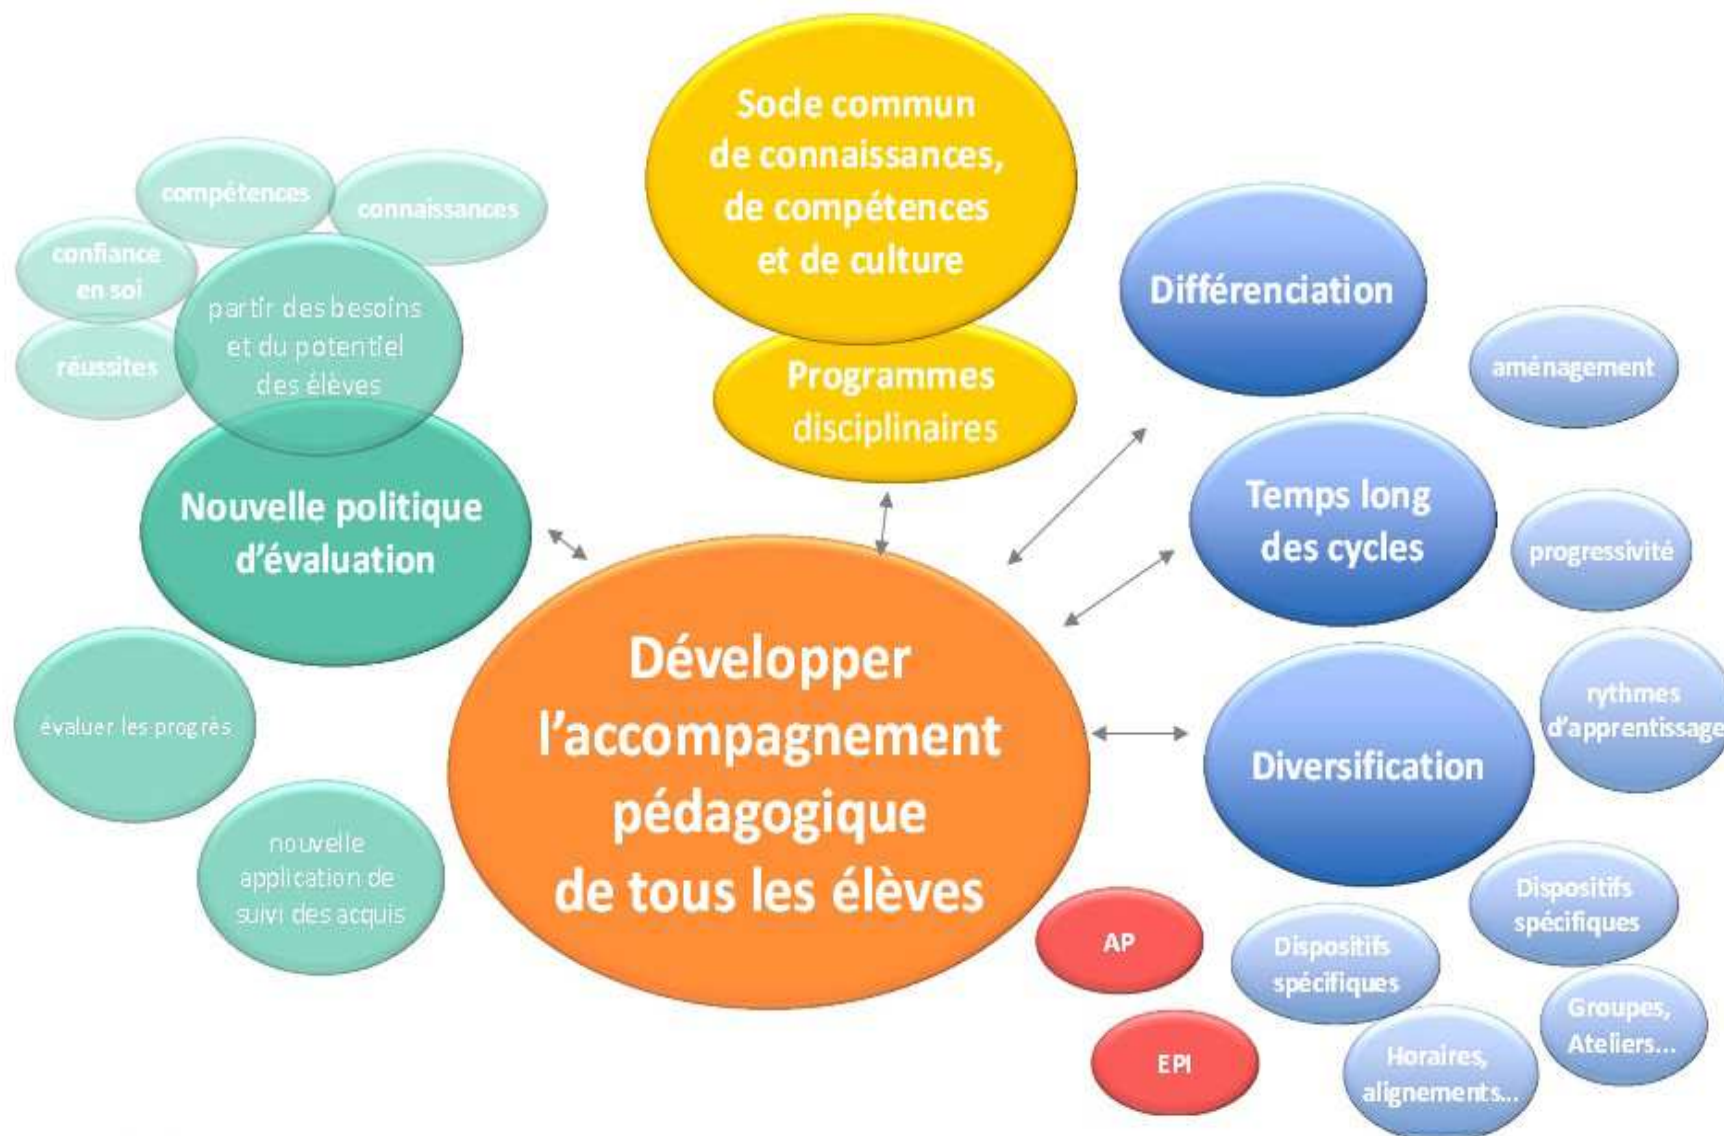 Socle commun
de connaissances,
de compétences
et de culture
Programmes
disciplinaires
compétences
connaissances
confiance
en soi
réussites
partir des besoins
et du potentiel
des élèves
Nouvelle politique
d'évaluation
évaluer les progrès
nouvelle
application de
suivi des acquis
Développer
l'accompagnement
pédagogique
de tous les élèves
Différenciation
aménagement
Temps long
des cycles
progressivité
rythmes
d'apprentissage
Diversification
Dispositifs
spécifiques
AP
Dispositifs
spécifiques
Groupes,
Ateliers...
EPI
Horaires,
alignements...